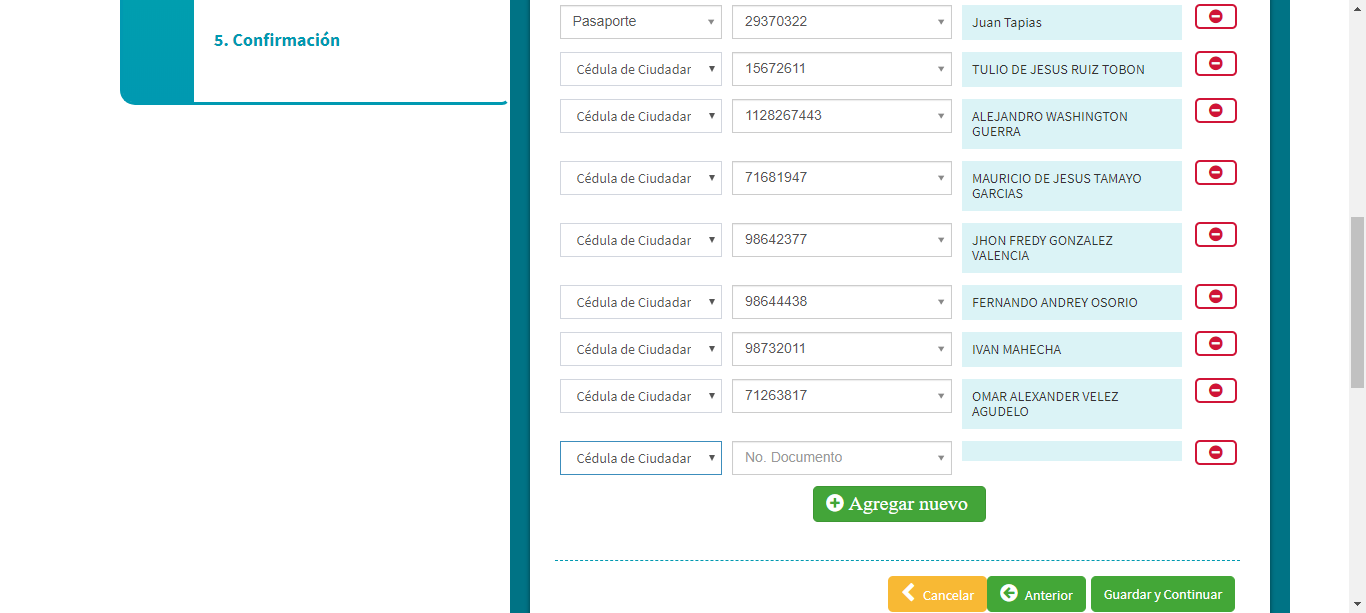 5. Confirmación
Pasaporte 29370322 Juan Tapias
Cédula de Ciudadar 15672611 TULIO DE JESUS RUIZ TOBON
Cédula de Ciudadar 1128267443 ALEJANDRO WASHINGTON
GUERRA
Cédula de Ciudadar 71681947 MAURICIO DE JESUS TAMAYO
GARCIAS
Cédula de Ciudadar 98642377 JHON FREDY GONZALEZ
VALENCIA
Cédula de Ciudadar 98644438 FERNANDO ANDREY OSORIO
Cédula de Ciudadar 98732011 IVAN MAHECHA
Cédula de Ciudadar 71263817 OMAR ALEXANDER VELEZ
AGUDELO
Cédula de Ciudadar No. Documento
Agregar nuevo
Cancelar Anterior Guardar y Continuar